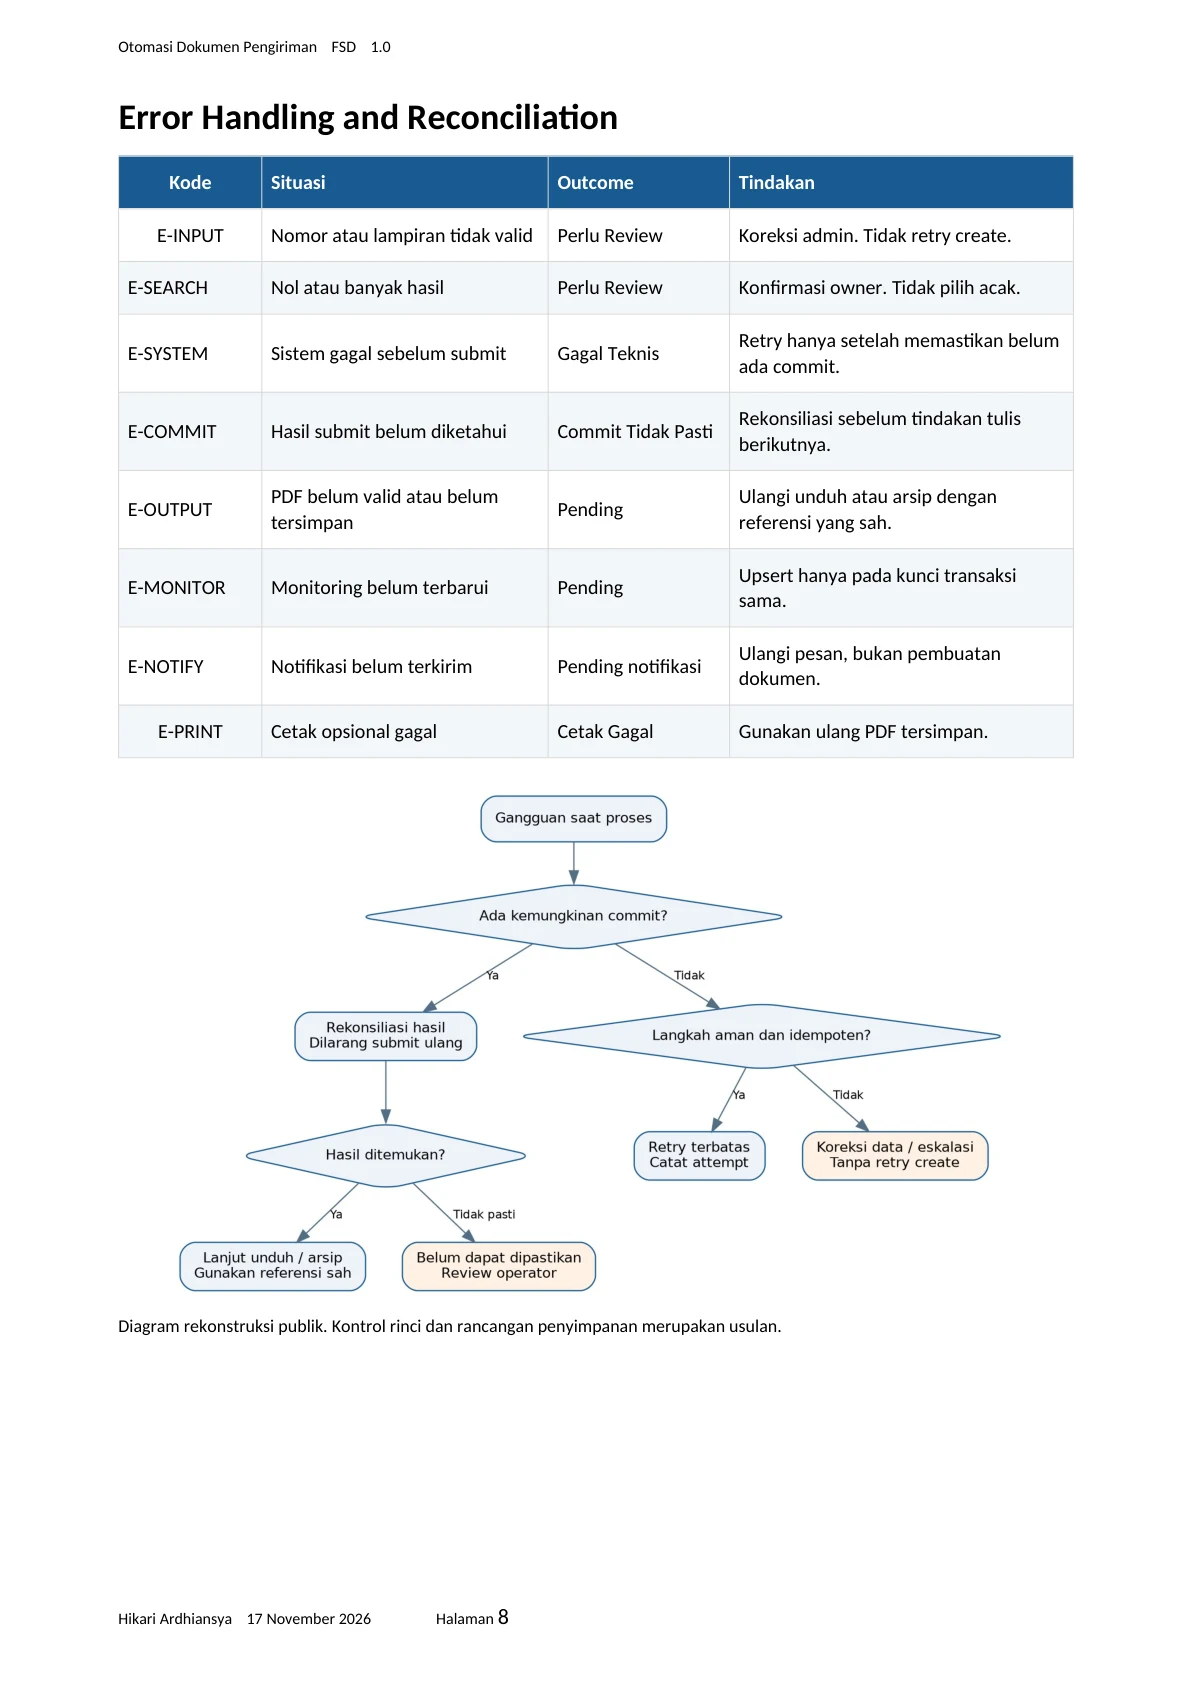 Otomasi Dokumen Pengiriman FSD 1.0
Error Handling and Reconciliation
Kode Situasi Outcome Tindakan
E-INPUT Nomor atau lampiran tidak valid Perlu Review Koreksi admin. Tidak retry create.
E-SEARCH Nol atau banyak hasil Perlu Review Konfirmasi owner. Tidak pilih acak.
E-SYSTEM Sistem gagal sebelum submit Gagal Teknis Retry hanya setelah memastikan belum
ada commit.
E-COMMIT Hasil submit belum diketahui Commit Tidak Pasti Rekonsiliasi sebelum tindakan tulis
berikutnya.
E-OUTPUT PDF belum valid atau belum
tersimpan Pending Ulangi unduh atau arsip dengan
referensi yang sah.
E-MONITOR Monitoring belum terbarui Pending Upsert hanya pada kunci transaksi
sama.
E-NOTIFY Notifikasi belum terkirim Pending notifikasi Ulangi pesan, bukan pembuatan
dokumen.
E-PRINT Cetak opsional gagal Cetak Gagal Gunakan ulang PDF tersimpan.
Gangguan saat proses
Ada kemungkinan commit?
Ya Tidak
Rekonsiliasi hasil
Dilarang submit ulang
Langkah aman dan idempoten?
Ya Tidak
Hasil ditemukan?
Retry terbatas
Catat attempt
Koreksi data / eskalasi
Tanpa retry create
Ya Tidak pasti
Lanjut unduh / arsip
Gunakan referensi sah
Belum dapat dipastikan
Review operator
Diagram rekonstruksi publik. Kontrol rinci dan rancangan penyimpanan merupakan usulan.
Hikari Ardhiansya 17 November 2026 Halaman 8